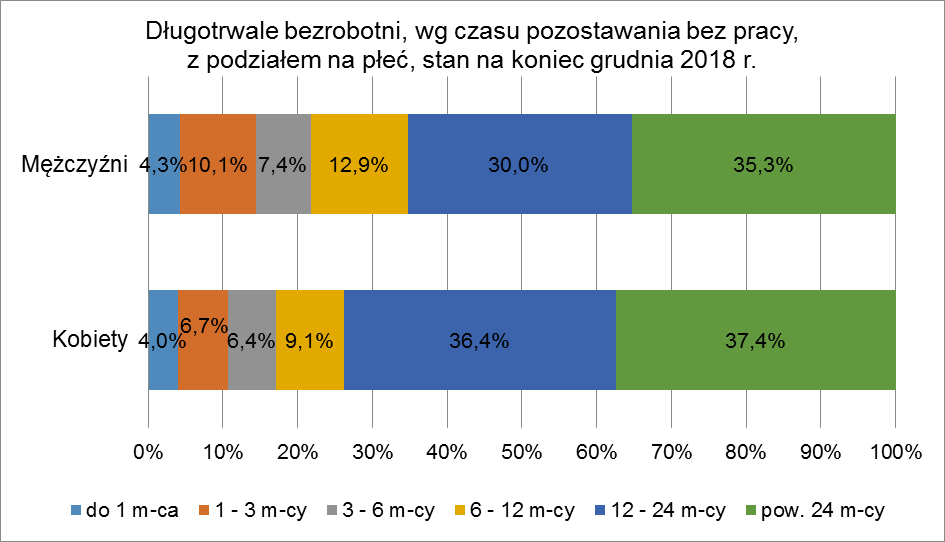 Długotrwale bezrobotni, wg czasu pozostawania bez pracy,
z podziałem na płeć, stan na koniec grudnia 2018 r.
Mężczyźni 4,3% 10,1% 7,4% 12,9% 30,0% 35,3%
Kobiety 4,0% 6,7% 6,4% 9,1% 36,4% 37,4%
0% 10% 20% 30% 40% 50% 60% 70% 80% 90% 100%
do 1 m-ca 1 - 3 m-cy 3 - 6 m-cy 6 - 12 m-cy 12 - 24 m-cy pow. 24 m-cy